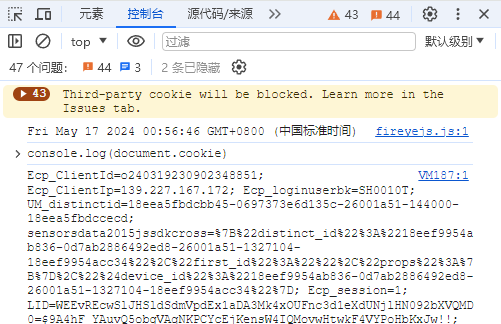 元素 控制台 源代码/来源 43 44
top 过滤 默认级别
47 个问题: 44 3 2 条已隐藏
43 Third-party cookie will be blocked. Learn more in the
Issues tab.
Fri May 17 2024 00:56:46 GMT+0800 (中国标准时间) fireyejs.js:1
> console.log(document.cookie)
Ecp_ClientId=o240319230902348851; VM187:1
Ecp_ClientIp=139.227.167.172; Ecp_loginuserbk=SH0010T;
UM_distinctid=18eea5fbdcbb45-0697373e6d135c-26001a51-144000-
18eea5fbdccecd;
sensorsdata2015jssdkcross=%7B%22distinct_id%22%3A%2218eef9954ab836-0d7ab2886492ed8-26001a51-1327104-
18eef9954acc34%22%2C%22first_id%22%3A%22%22%2C%22props%22%3A%7B%7D%2C%22%24device_id%22%3A%2218eef9954ab836-0d7ab2886492ed8-
26001a51-1327104-18eef9954acc34%22%7D; Ecp_session=1;